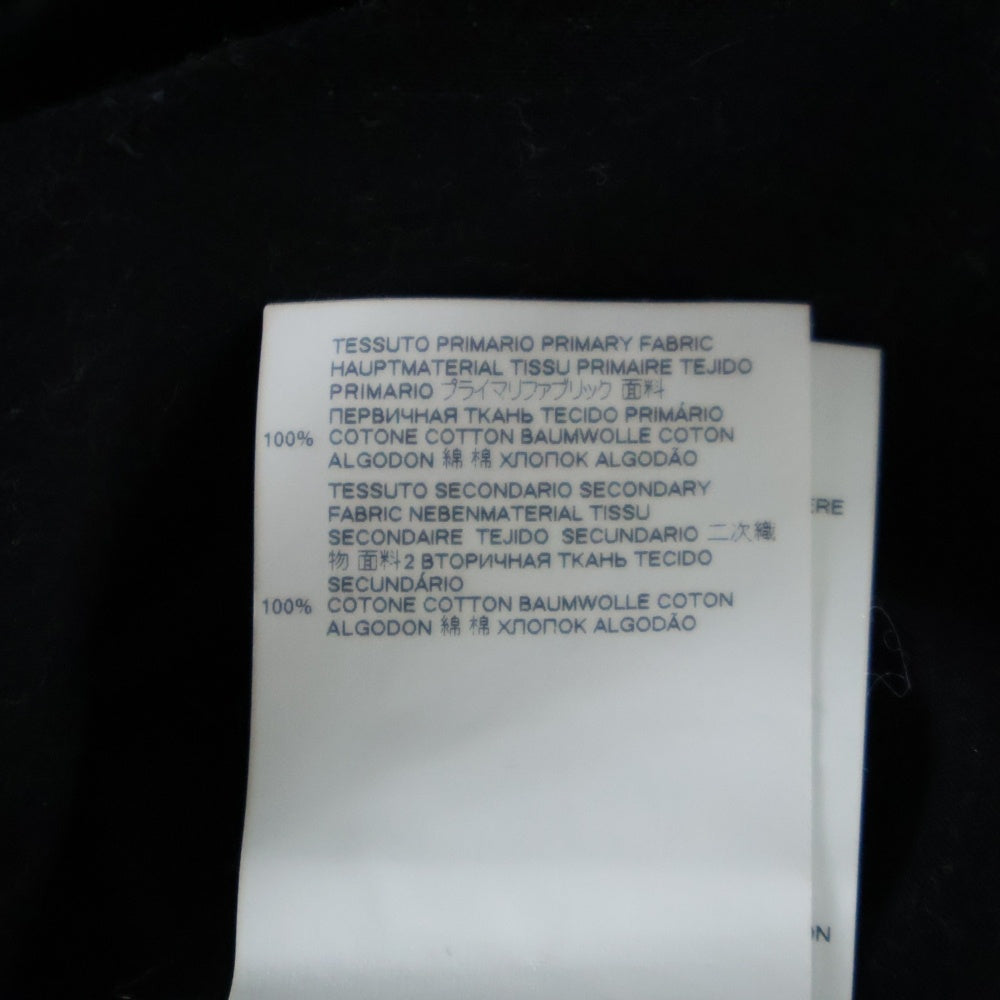 TESSUTO PRIMARIO PRIMARY FABRIC
HAUPTMATERIAL TISSU PRIMAIRE TEJIDO
PRIMARIO プライマリファブリック 面料
ПЕРВИЧНАЯ ТКАНЬ TECIDO PRIMÁRIO
100% COTONE COTTON BAUMWOLLE COTON
ALGODON 綿 棉 ХЛОПОК ALGODÃO
TESSUTO SECONDARIO SECONDARY
FABRIC NEBENMATERIAL TISSU
SECONDAIRE TEJIDO SECUNDARIO 二次織
物 面料2 ВТОРИЧНАЯ ТКАНЬ TECIDO
SECUNDÁRIO
100% COTONE COTTON BAUMWOLLE COTON
ALGODON 綿 棉 ХЛОПОК ALGODÃO